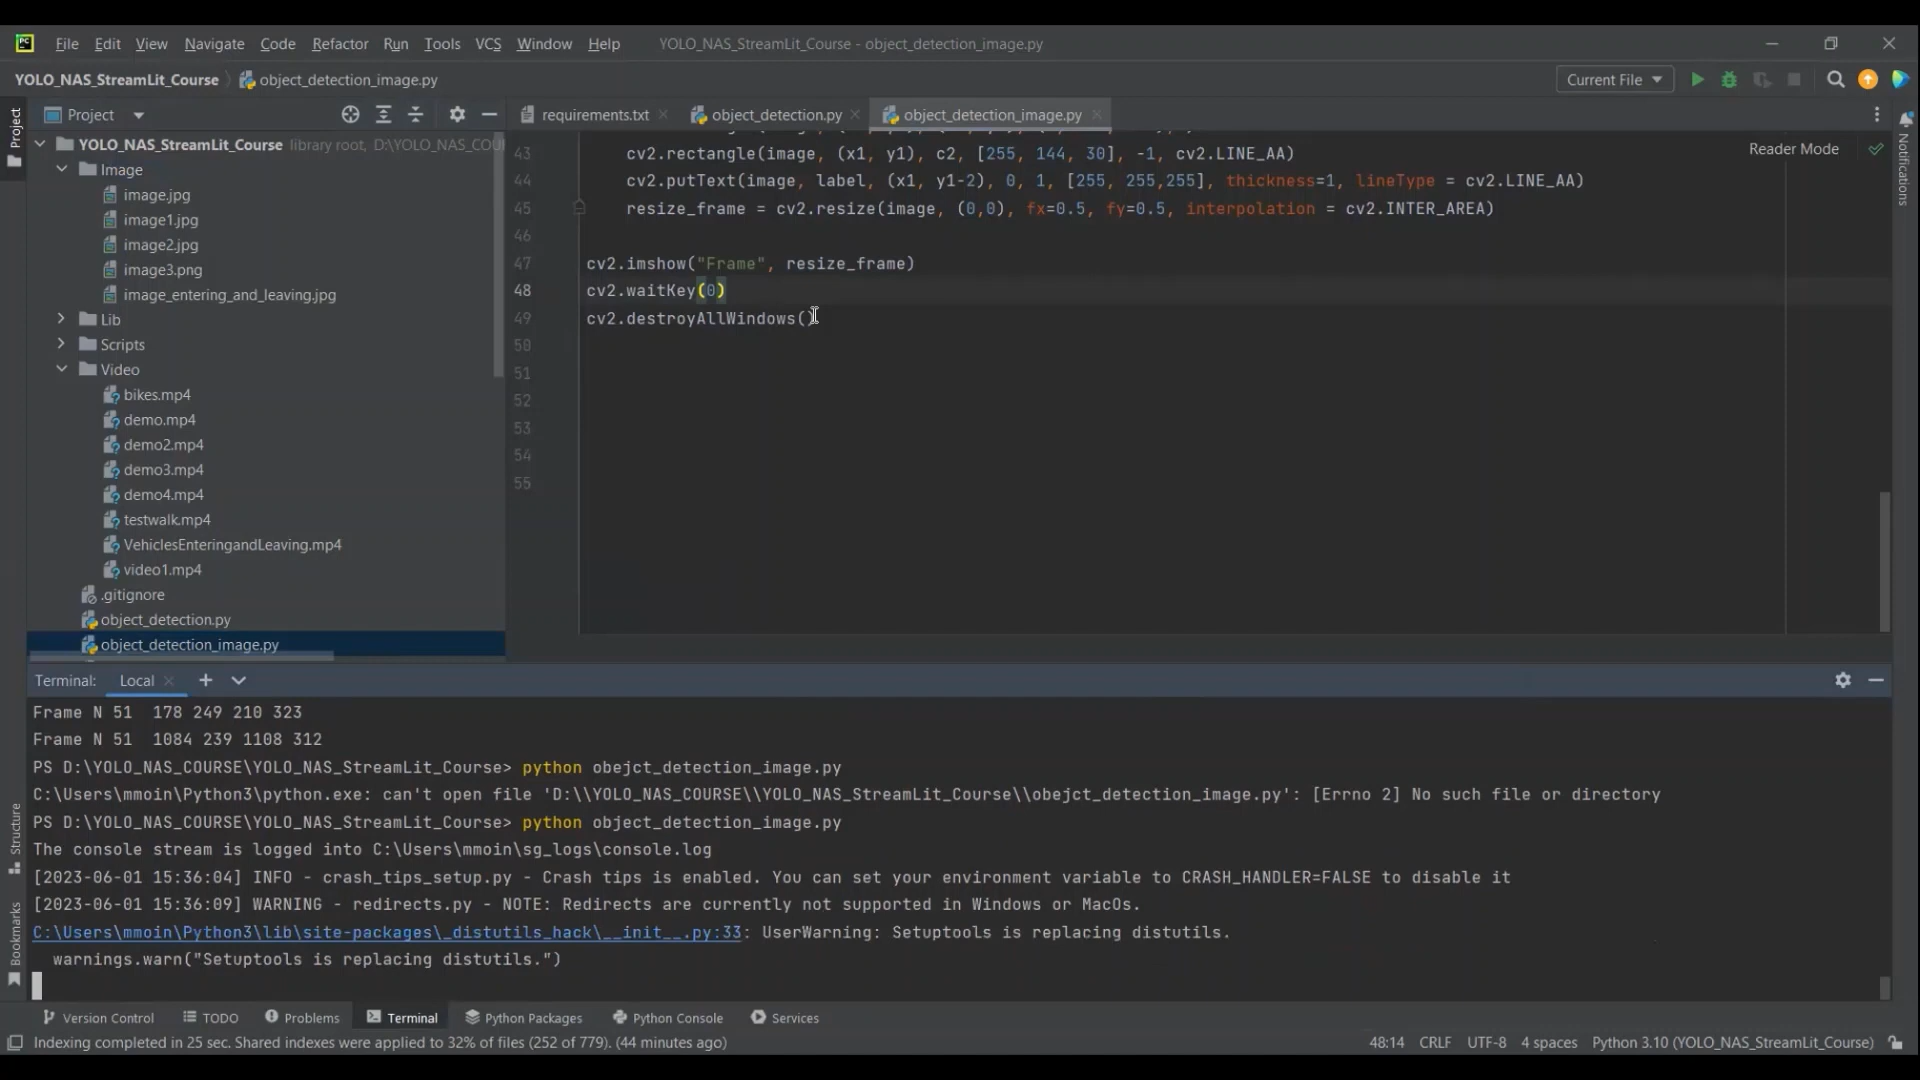 PC File Edit View Navigate Code Refactor Run Tools VCS Window Help YOLO_NAS_StreamLit_Course - object_detection_image.py
YOLO_NAS_StreamLit_Course object_detection_image.py Current File
Project
Project
requirements.txt object_detection.py object_detection_image.py
Notifications
Reader Mode
YOLO_NAS_StreamLit_Course library root, D:\YOLO_NAS_COU
Image
image.jpg
image1.jpg
image2.jpg
image3.png
image_entering_and_leaving.jpg
Lib
Scripts
Video
bikes.mp4
demo.mp4
demo2.mp4
demo3.mp4
demo4.mp4
testwalk.mp4
VehiclesEnteringandLeaving.mp4
video1.mp4
.gitignore
object_detection.py
object_detection_image.py
43 cv2.rectangle(image, (x1, y1), c2, [255, 144, 30], -1, cv2.LINE_AA)
44 cv2.putText(image, label, (x1, y1-2), 0, 1, [255, 255,255], thickness=1, lineType = cv2.LINE_AA)
45 resize_frame = cv2.resize(image, (0,0), fx=0.5, fy=0.5, interpolation = cv2.INTER_AREA)
46
47 cv2.imshow("Frame", resize_frame)
48 cv2.waitKey(0)
49 cv2.destroyAllWindows()
50
51
52
53
54
55
Structure
Bookmarks
Terminal: Local
Frame N 51  178 249 210 323
Frame N 51  1084 239 1108 312
PS D:\YOLO_NAS_COURSE\YOLO_NAS_StreamLit_Course> python obejct_detection_image.py
C:\Users\mmoin\Python3\python.exe: can't open file 'D:\\YOLO_NAS_COURSE\\YOLO_NAS_StreamLit_Course\\obejct_detection_image.py': [Errno 2] No such file or directory
PS D:\YOLO_NAS_COURSE\YOLO_NAS_StreamLit_Course> python object_detection_image.py
The console stream is logged into C:\Users\mmoin\sg_logs\console.log
[2023-06-01 15:36:04] INFO - crash_tips_setup.py - Crash tips is enabled. You can set your environment variable to CRASH_HANDLER=FALSE to disable it
[2023-06-01 15:36:09] WARNING - redirects.py - NOTE: Redirects are currently not supported in Windows or MacOs.
C:\Users\mmoin\Python3\lib\site-packages\_distutils_hack\__init__.py:33: UserWarning: Setuptools is replacing distutils.
warnings.warn("Setuptools is replacing distutils.")
Version Control TODO Problems Terminal Python Packages Python Console Services
Indexing completed in 25 sec. Shared indexes were applied to 32% of files (252 of 779). (44 minutes ago) 48:14 CRLF UTF-8 4 spaces Python 3.10 (YOLO_NAS_StreamLit_Course)